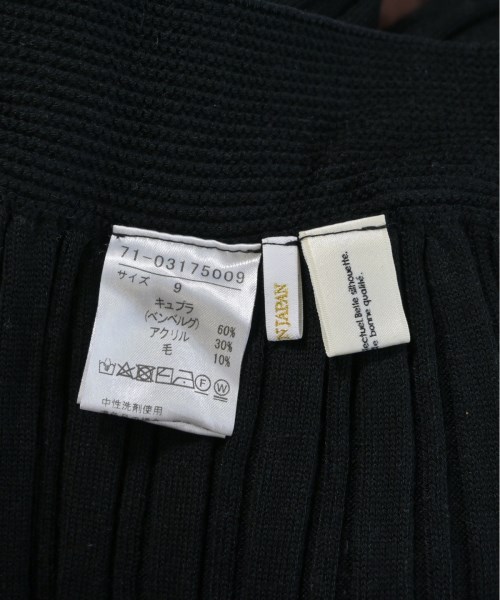 71-03175009
サイズ 9
キュプラ
(ベンベルグ) 60%
アクリル 30%
毛 10%
F W
中性洗剤使用
N JAPAN
ectuel.Belle silhouette.
bonne qualité.